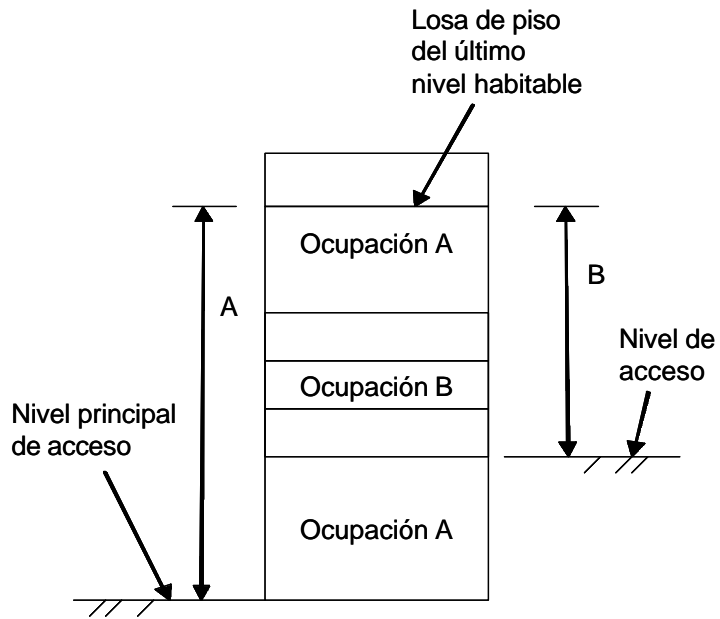 Losa de piso
del último
nivel habitable
Ocupación A
A
B
Nivel de
acceso
Ocupación B
Nivel principal
de acceso
Ocupación A